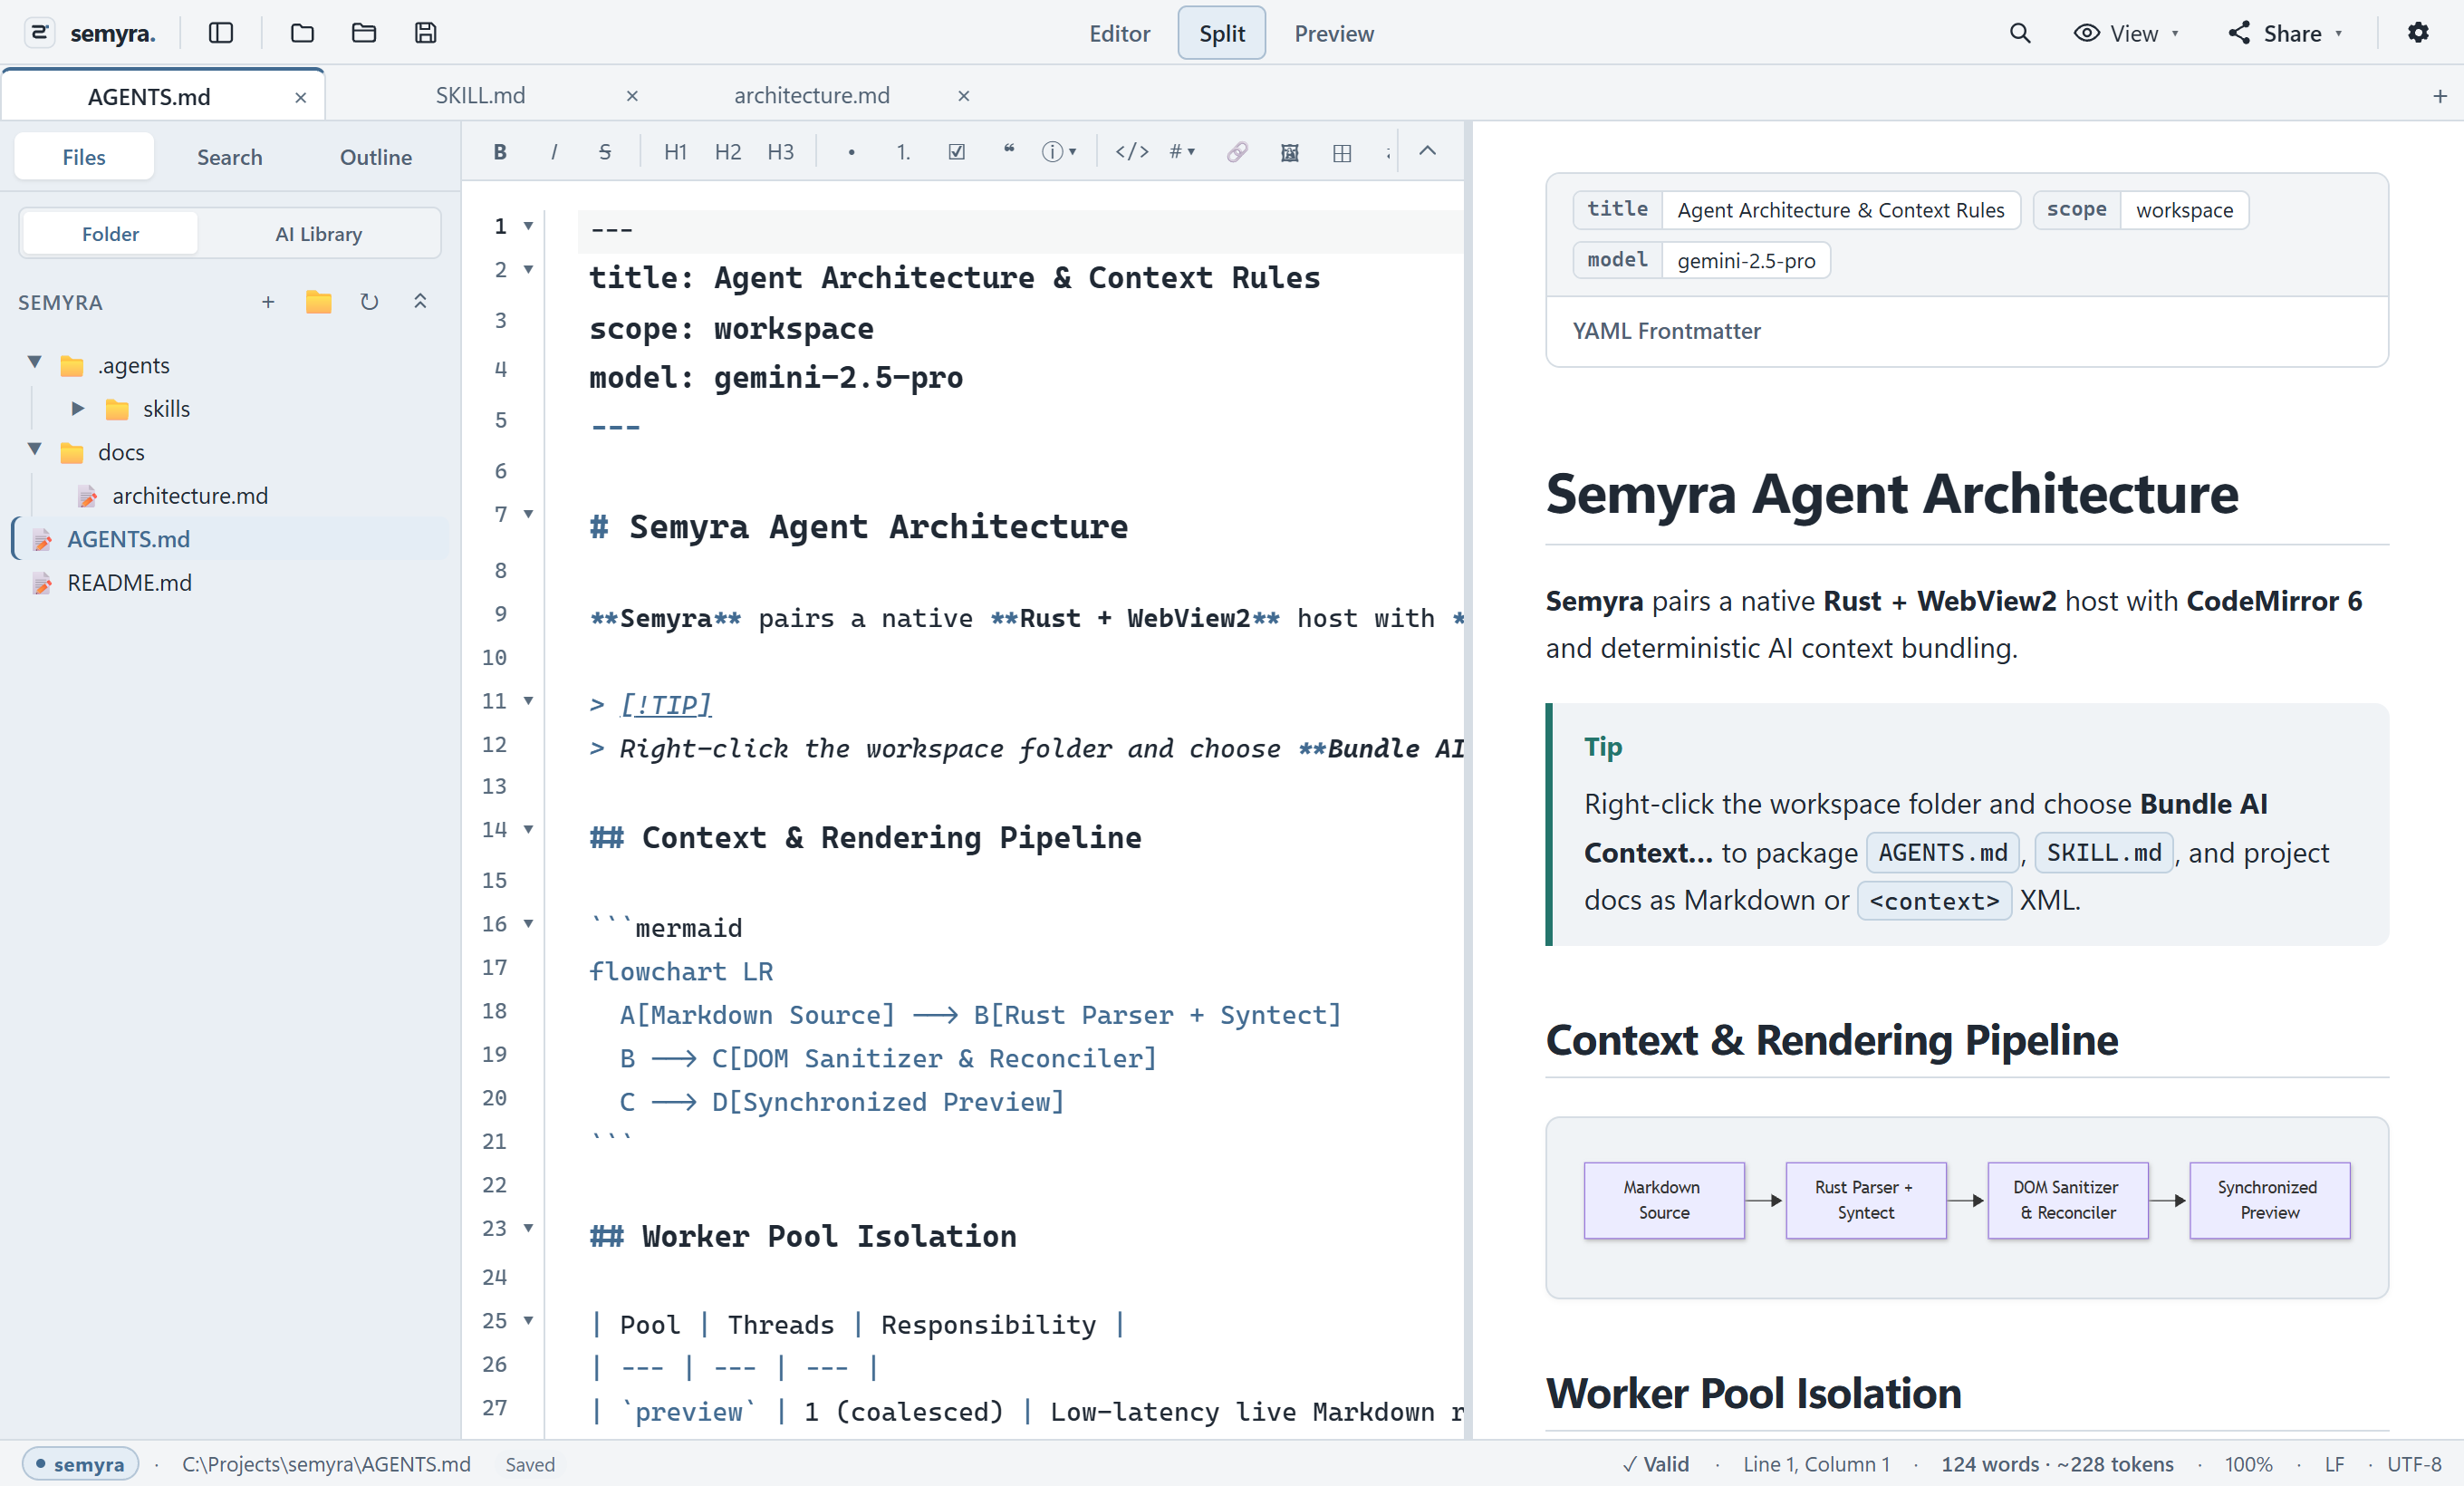 semyra.
Editor Split Preview
View Share
AGENTS.md × SKILL.md × architecture.md × +
Files Search Outline
B I S H1 H2 H3 • 1. ☑ ❝ ⓘ </> #
Folder AI Library
SEMYRA +
.agents
skills
docs
architecture.md
AGENTS.md
README.md
1 ---
2 title: Agent Architecture & Context Rules
3 scope: workspace
4 model: gemini-2.5-pro
5 ---
6
7 # Semyra Agent Architecture
8
9 **Semyra** pairs a native **Rust + WebView2** host with *
10
11 > [!TIP]
12 > Right-click the workspace folder and choose **Bundle AI
13
14 ## Context & Rendering Pipeline
15
16 ```mermaid
17 flowchart LR
18 A[Markdown Source] --> B[Rust Parser + Syntect]
19 B --> C[DOM Sanitizer & Reconciler]
20 C --> D[Synchronized Preview]
21 ```
22
23 ## Worker Pool Isolation
24
25 | Pool | Threads | Responsibility |
26 | --- | --- | --- |
27 | `preview` | 1 (coalesced) | Low-latency live Markdown r
title Agent Architecture & Context Rules scope workspace
model gemini-2.5-pro
YAML Frontmatter
Semyra Agent Architecture
Semyra pairs a native Rust + WebView2 host with CodeMirror 6
and deterministic AI context bundling.
Tip
Right-click the workspace folder and choose Bundle AI
Context... to package AGENTS.md, SKILL.md, and project
docs as Markdown or <context> XML.
Context & Rendering Pipeline
Markdown
Source
Rust Parser +
Syntect
DOM Sanitizer
& Reconciler
Synchronized
Preview
Worker Pool Isolation
semyra · C:\Projects\semyra\AGENTS.md Saved
✓ Valid · Line 1, Column 1 · 124 words · ~228 tokens · 100% · LF · UTF-8